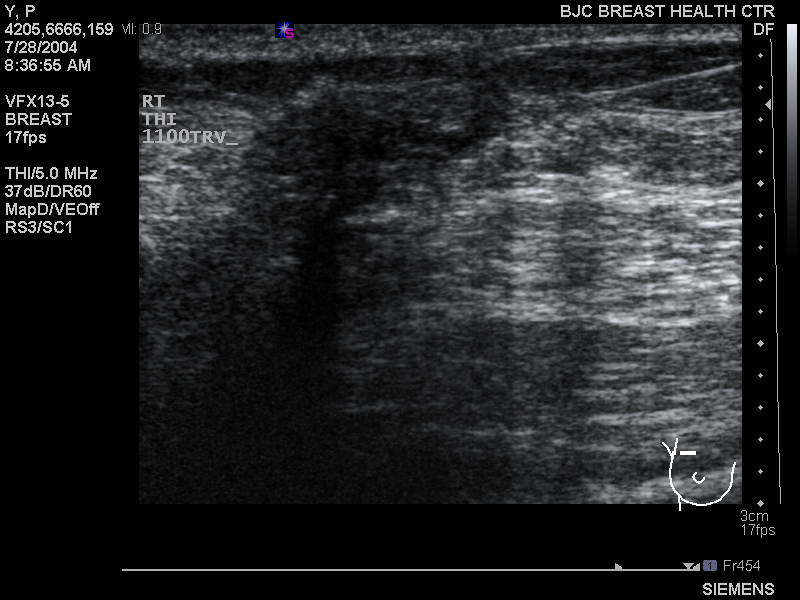 Y, P
BJC BREAST HEALTH CTR
4205,6666,159 MI: 0.9
DF
7/28/2004
8:36:55 AM
VFX13-5
BREAST
17fps
RT
THI
1100TRV_
THI/5.0 MHz
37dB/DR60
MapD/VEOff
RS3/SC1
S
3cm
17fps
1 Fr454
SIEMENS